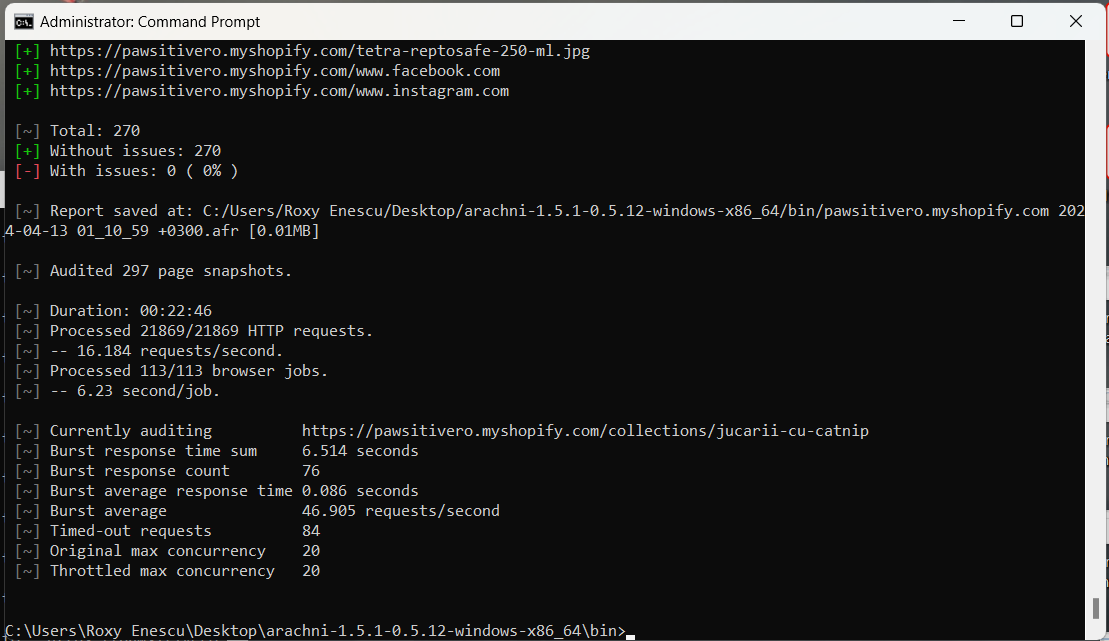 Administrator: Command Prompt
[+] https://pawsitivero.myshopify.com/tetra-reptosafe-250-ml.jpg
[+] https://pawsitivero.myshopify.com/www.facebook.com
[+] https://pawsitivero.myshopify.com/www.instagram.com
[~] Total: 270
[+] Without issues: 270
[-] With issues: 0 ( 0% )
[~] Report saved at: C:/Users/Roxy Enescu/Desktop/arachni-1.5.1-0.5.12-windows-x86_64/bin/pawsitivero.myshopify.com 202
4-04-13 01_10_59 +0300.afr [0.01MB]
[~] Audited 297 page snapshots.
[~] Duration: 00:22:46
[~] Processed 21869/21869 HTTP requests.
[~] -- 16.184 requests/second.
[~] Processed 113/113 browser jobs.
[~] -- 6.23 second/job.
[~] Currently auditing          https://pawsitivero.myshopify.com/collections/jucarii-cu-catnip
[~] Burst response time sum     6.514 seconds
[~] Burst response count        76
[~] Burst average response time 0.086 seconds
[~] Burst average               46.905 requests/second
[~] Timed-out requests          84
[~] Original max concurrency    20
[~] Throttled max concurrency   20
C:\Users\Roxy Enescu\Desktop\arachni-1.5.1-0.5.12-windows-x86_64\bin>